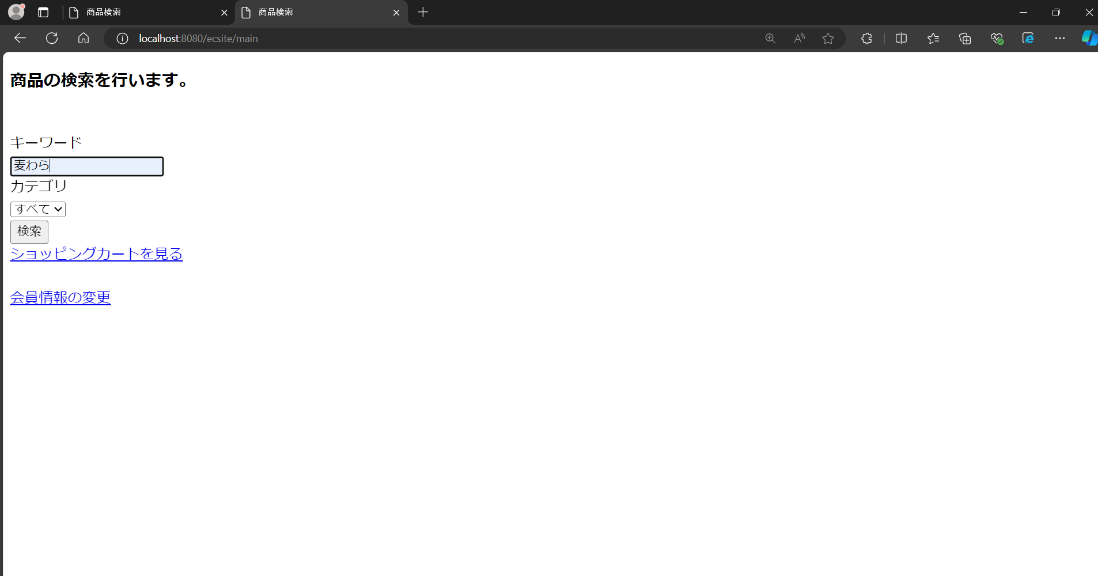 商品検索
商品検索
localhost:8080/ecsite/main
商品の検索を行います。
キーワード
麦わら
カテゴリ
すべて
検索
ショッピングカートを見る
会員情報の変更